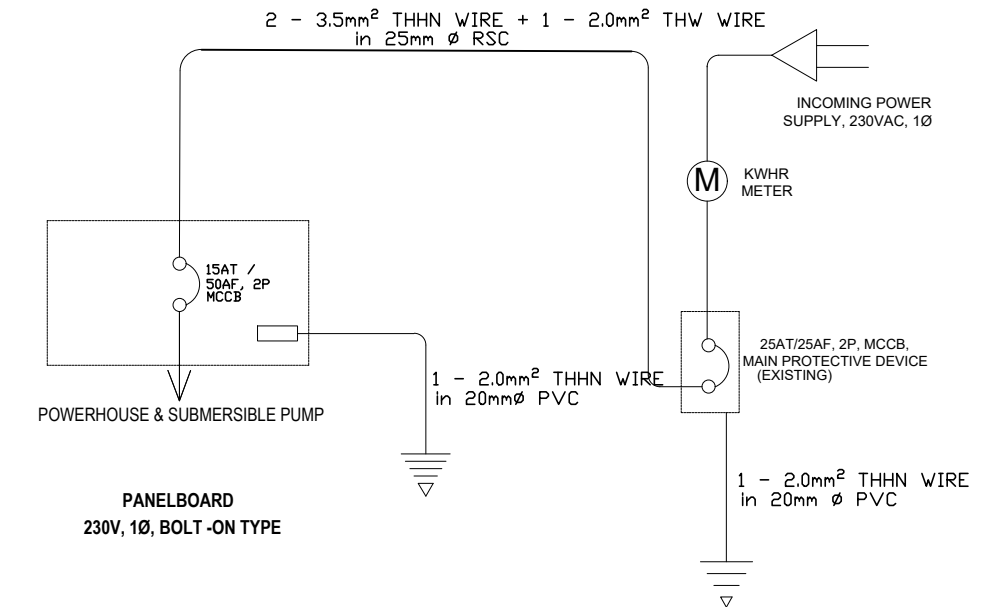 2 - 3.5mm² THHN WIRE + 1 - 2.0mm² THW WIRE
in 25mm Ø RSC
INCOMING POWER
SUPPLY, 230VAC, 1Ø
M
KWHR
METER
15AT /
50AF, 2P
MCCB
25AT/25AF, 2P, MCCB,
MAIN PROTECTIVE DEVICE
(EXISTING)
1 - 2.0mm² THHN WIRE
in 20mmØ PVC
POWERHOUSE & SUBMERSIBLE PUMP
1 - 2.0mm² THHN WIRE
in 20mm Ø PVC
PANELBOARD
230V, 1Ø, BOLT -ON TYPE